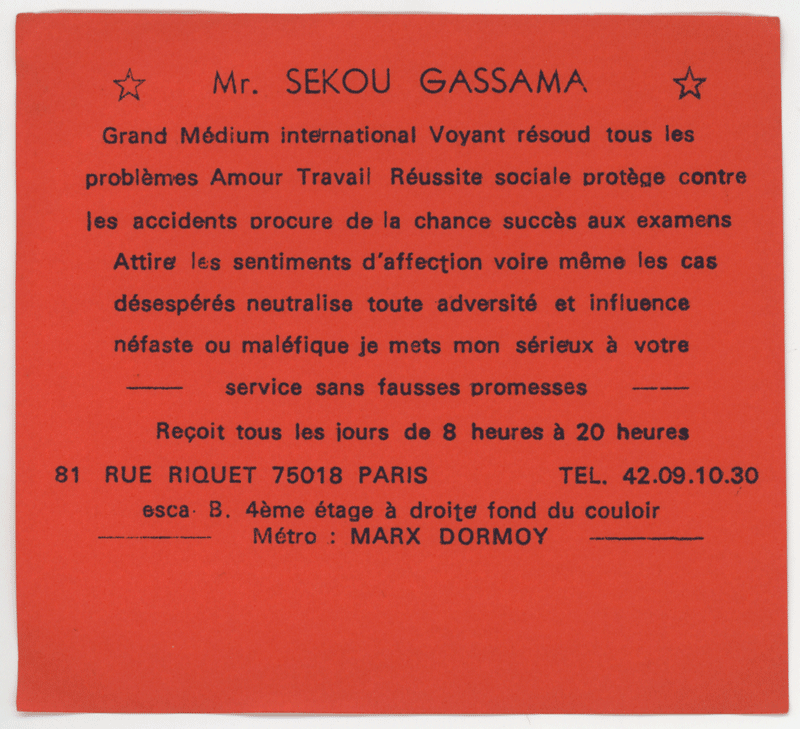 Mr. SEKOU GASSAMA
Grand Médium international Voyant résoud tous les
problèmes Amour Travail Réussite sociale protège contre
les accidents procure de la chance succès aux examens
Attire les sentiments d'affection voire même les cas
désespérés neutralise toute adversité et influence
néfaste ou maléfique je mets mon sérieux à votre
service sans fausses promesses
Reçoit tous les jours de 8 heures à 20 heures
81 RUE RIQUET 75018 PARIS TEL. 42.09.10.30
esca. B. 4ème étage à droite fond du couloir
Métro : MARX DORMOY